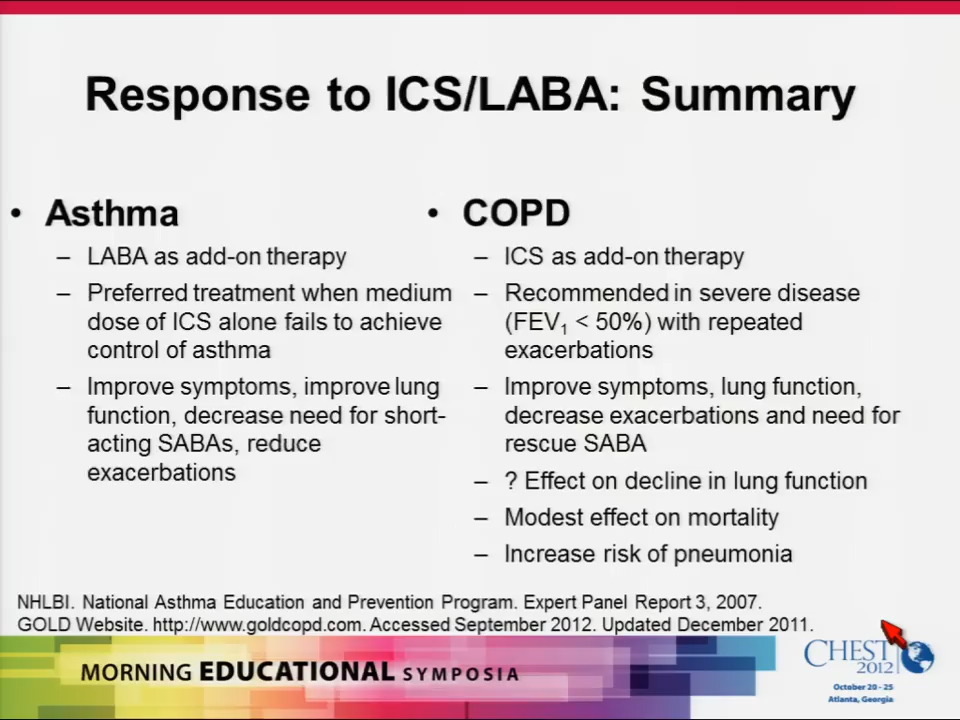 Response to ICS/LABA: Summary
• Asthma
– LABA as add-on therapy
– Preferred treatment when medium
dose of ICS alone fails to achieve
control of asthma
– Improve symptoms, improve lung
function, decrease need for short-
acting SABAs, reduce
exacerbations
• COPD
– ICS as add-on therapy
– Recommended in severe disease
(FEV₁ < 50%) with repeated
exacerbations
– Improve symptoms, lung function,
decrease exacerbations and need for
rescue SABA
– ? Effect on decline in lung function
– Modest effect on mortality
– Increase risk of pneumonia
NHLBI. National Asthma Education and Prevention Program. Expert Panel Report 3, 2007.
GOLD Website. http://www.goldcopd.com. Accessed September 2012. Updated December 2011.
MORNING EDUCATIONAL SYMPOSIA
CHEST
2012
October 20 - 25
Atlanta, Georgia